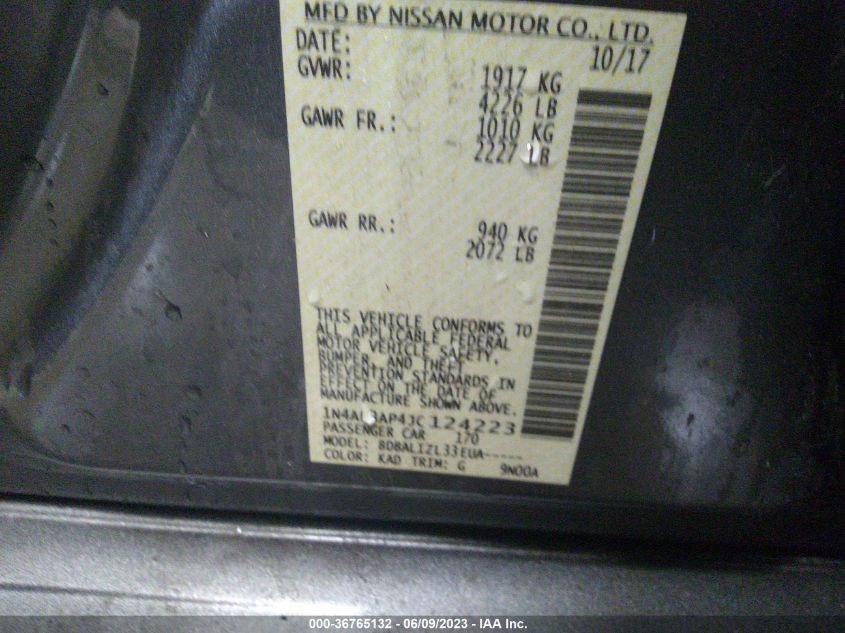 MFD BY NISSAN MOTOR CO., LTD.
DATE: 10/17
GVWR: 1917 KG
4226 LB
GAWR FR.: 1010 KG
2227 LB
GAWR RR.: 940 KG
2072 LB
THIS VEHICLE CONFORMS TO
ALL APPLICABLE FEDERAL
MOTOR VEHICLE SAFETY,
BUMPER, AND THEFT
PREVENTION STANDARDS IN
EFFECT ON THE DATE OF
MANUFACTURE SHOWN ABOVE.
PASSENGER CAR 170
MODEL: BDBALIZL33EUA-----
COLOR: KAD TRIM: G 9N00A
000-36765132 - 06/09/2023 - IAA Inc.